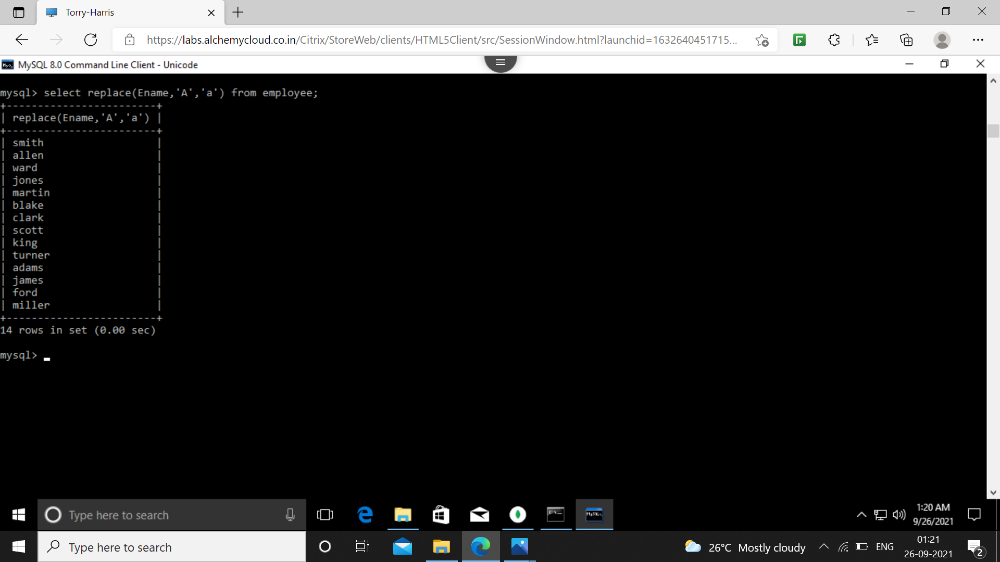 Torry-Harris
https://labs.alchemycloud.co.in/Citrix/StoreWeb/clients/HTML5Client/src/SessionWindow.html?launchid=1632640451715...
MySQL 8.0 Command Line Client - Unicode
mysql> select replace(Ename,'A','a') from employee;
+------------------------+
| replace(Ename,'A','a') |
+------------------------+
| smith                  |
| allen                  |
| ward                   |
| jones                  |
| martin                 |
| blake                  |
| clark                  |
| scott                  |
| king                   |
| turner                 |
| adams                  |
| james                  |
| ford                   |
| miller                 |
+------------------------+
14 rows in set (0.00 sec)
mysql>
Type here to search
1:20 AM
9/26/2021
Type here to search
26°C Mostly cloudy
ENG
01:21
26-09-2021
2